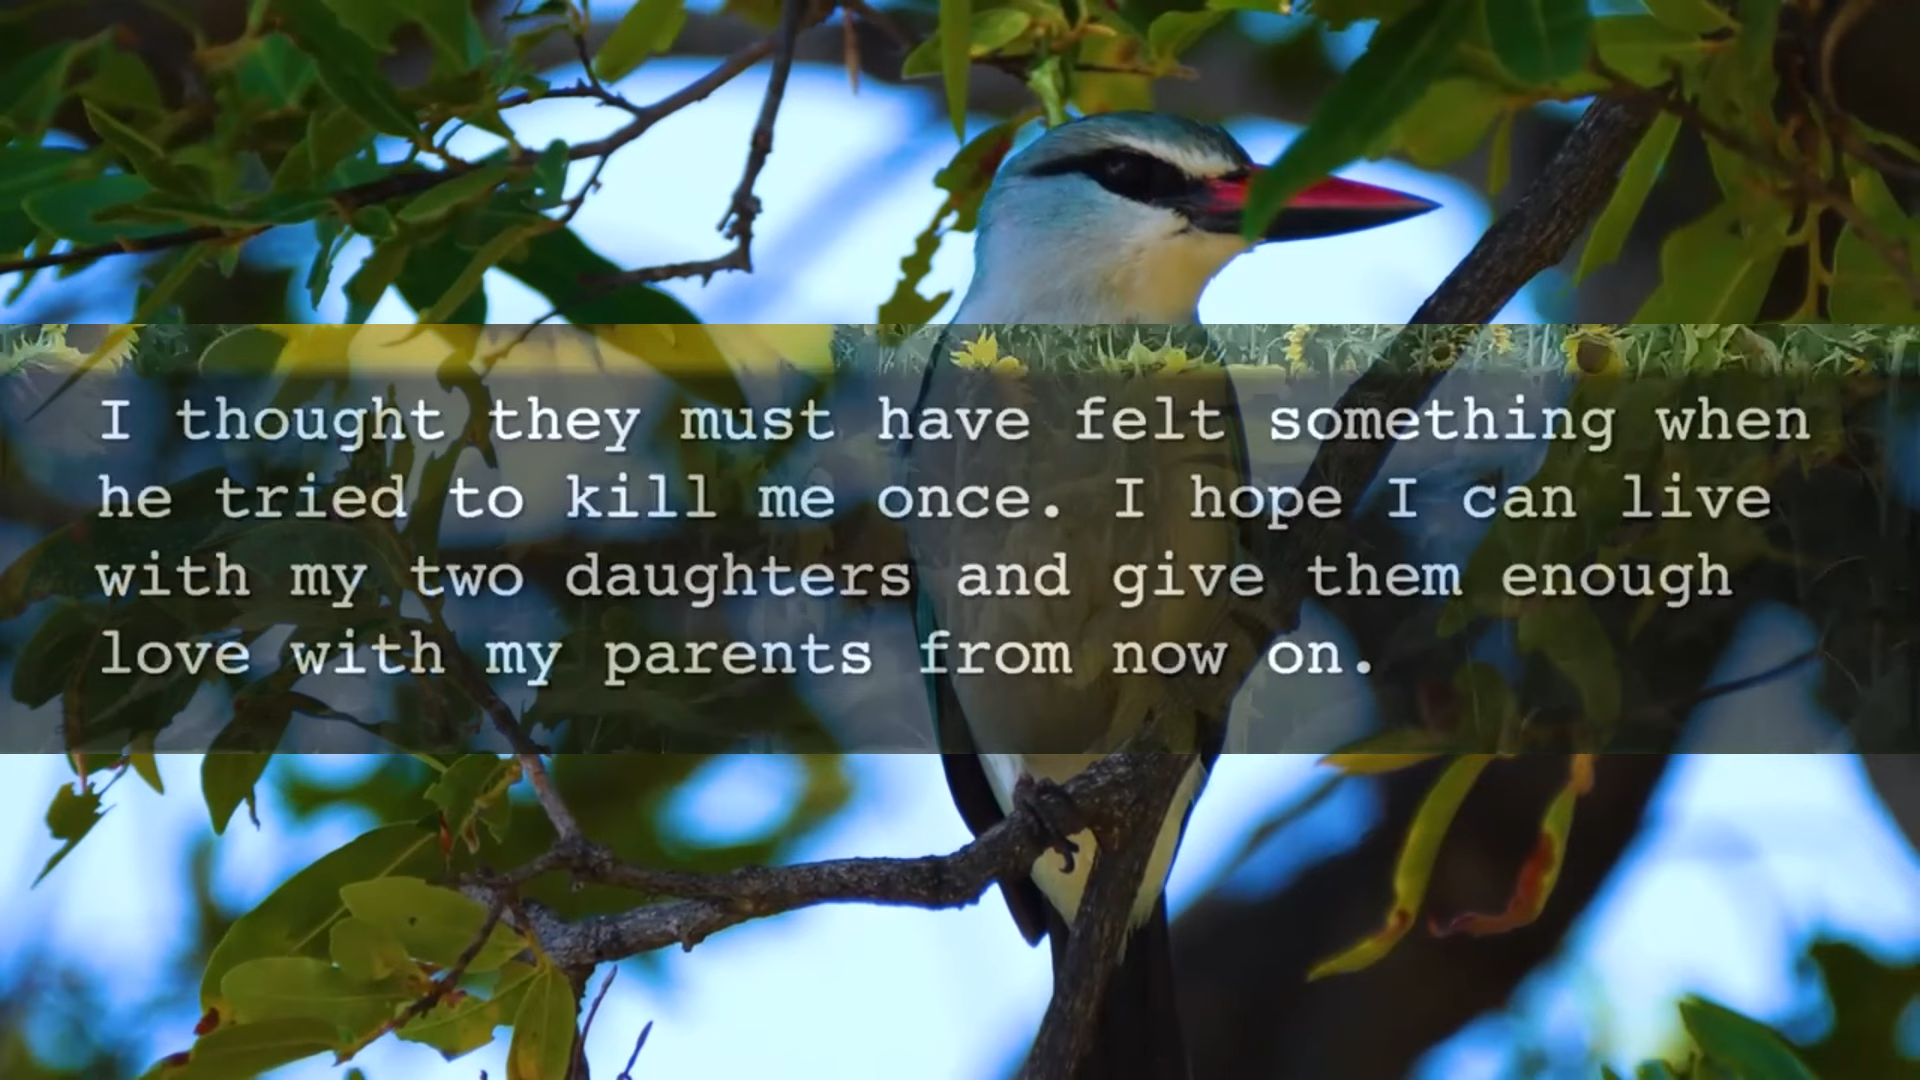 I thought they must have felt something when
he tried to kill me once. I hope I can live
with my two daughters and give them enough
love with my parents from now on.